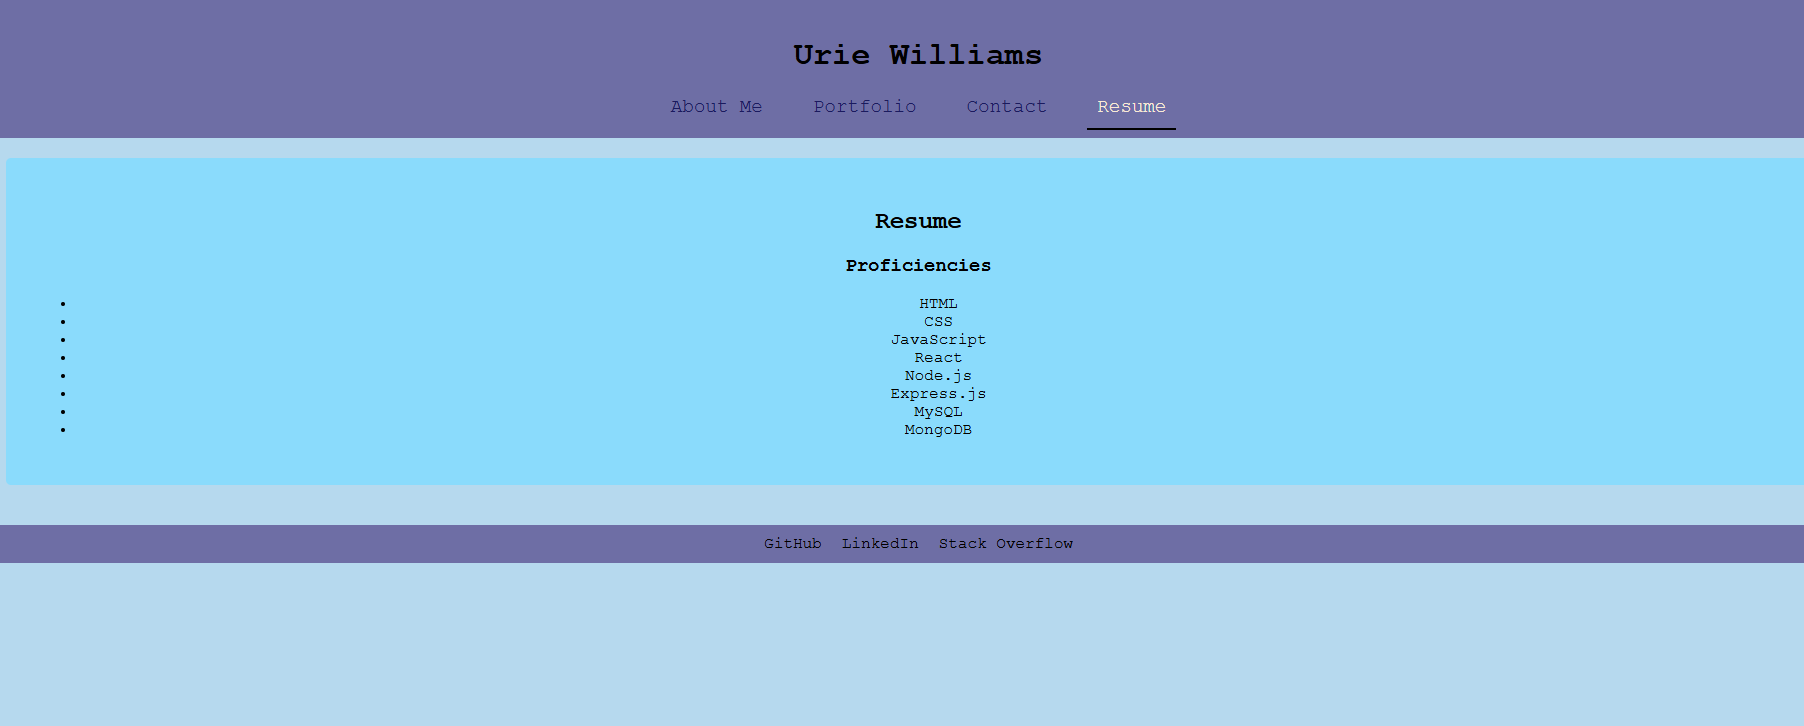 Urie Williams
About Me Portfolio Contact Resume
Resume
Proficiencies
• HTML
• CSS
• JavaScript
• React
• Node.js
• Express.js
• MySQL
• MongoDB
GitHub LinkedIn Stack Overflow